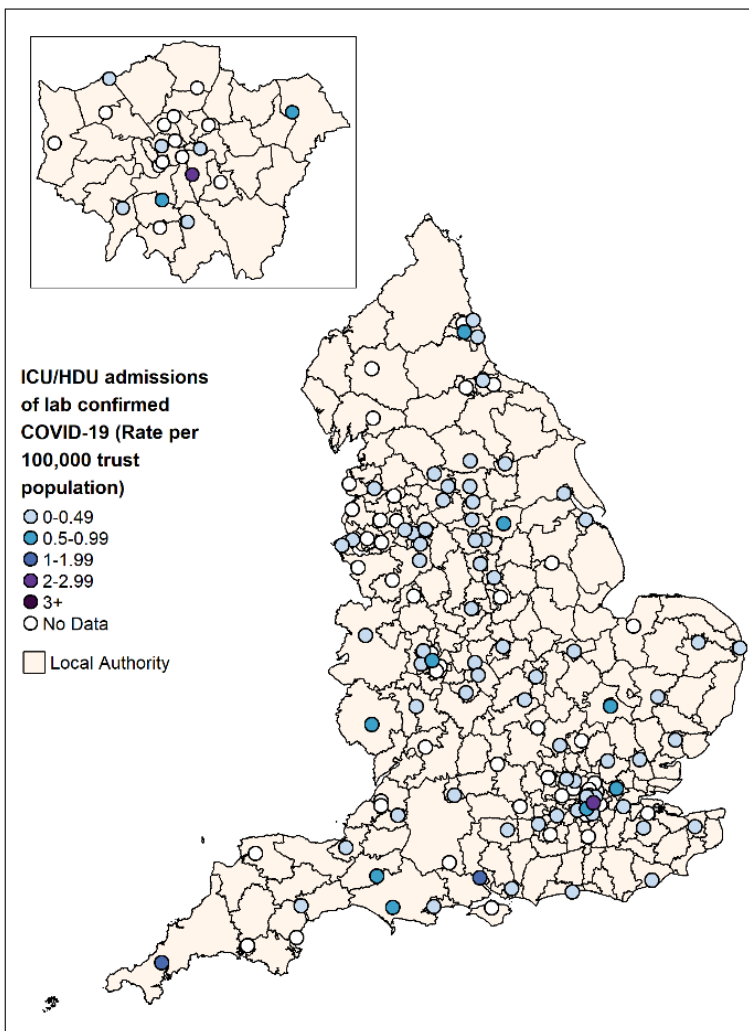 ICU/HDU admissions
of lab confirmed
COVID-19 (Rate per
100,000 trust
population)
0-0.49
0.5-0.99
1-1.99
2-2.99
3+
No Data
Local Authority